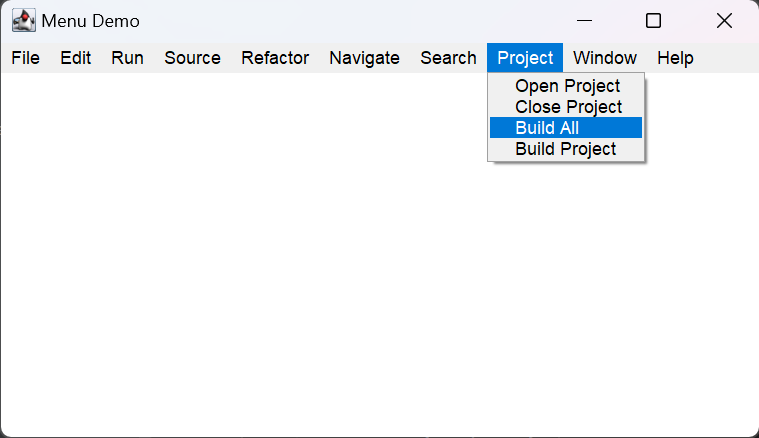 Menu Demo
File Edit Run Source Refactor Navigate Search Project Window Help
Open Project
Close Project
Build All
Build Project